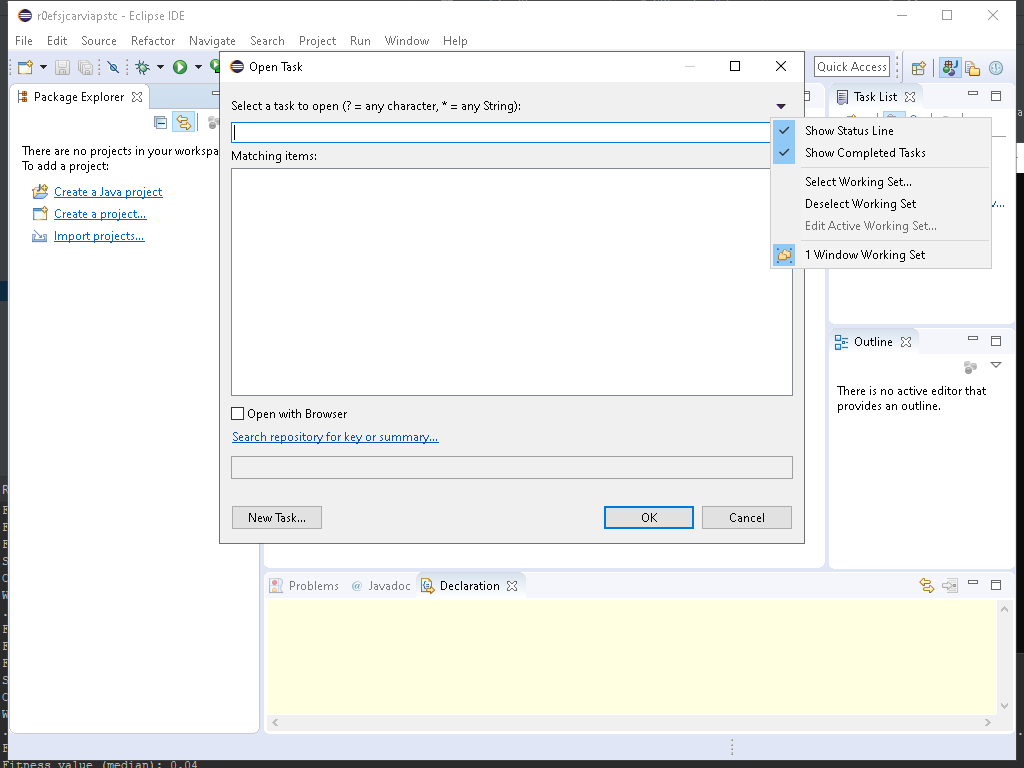 r0efsjcarviapstc - Eclipse IDE
File Edit Source Refactor Navigate Search Project Run Window Help
Open Task
Quick Access
Package Explorer
Select a task to open (? = any character, * = any String):
Task List
Show Status Line
Show Completed Tasks
There are no projects in your workspa
To add a project:
Matching items:
Select Working Set...
Create a Java project
Deselect Working Set
Create a project...
Edit Active Working Set...
Import projects...
1 Window Working Set
Outline
There is no active editor that
provides an outline.
Open with Browser
Search repository for key or summary...
New Task...
OK
Cancel
Problems
@ Javadoc
Declaration
Fitness value (median): 0.04